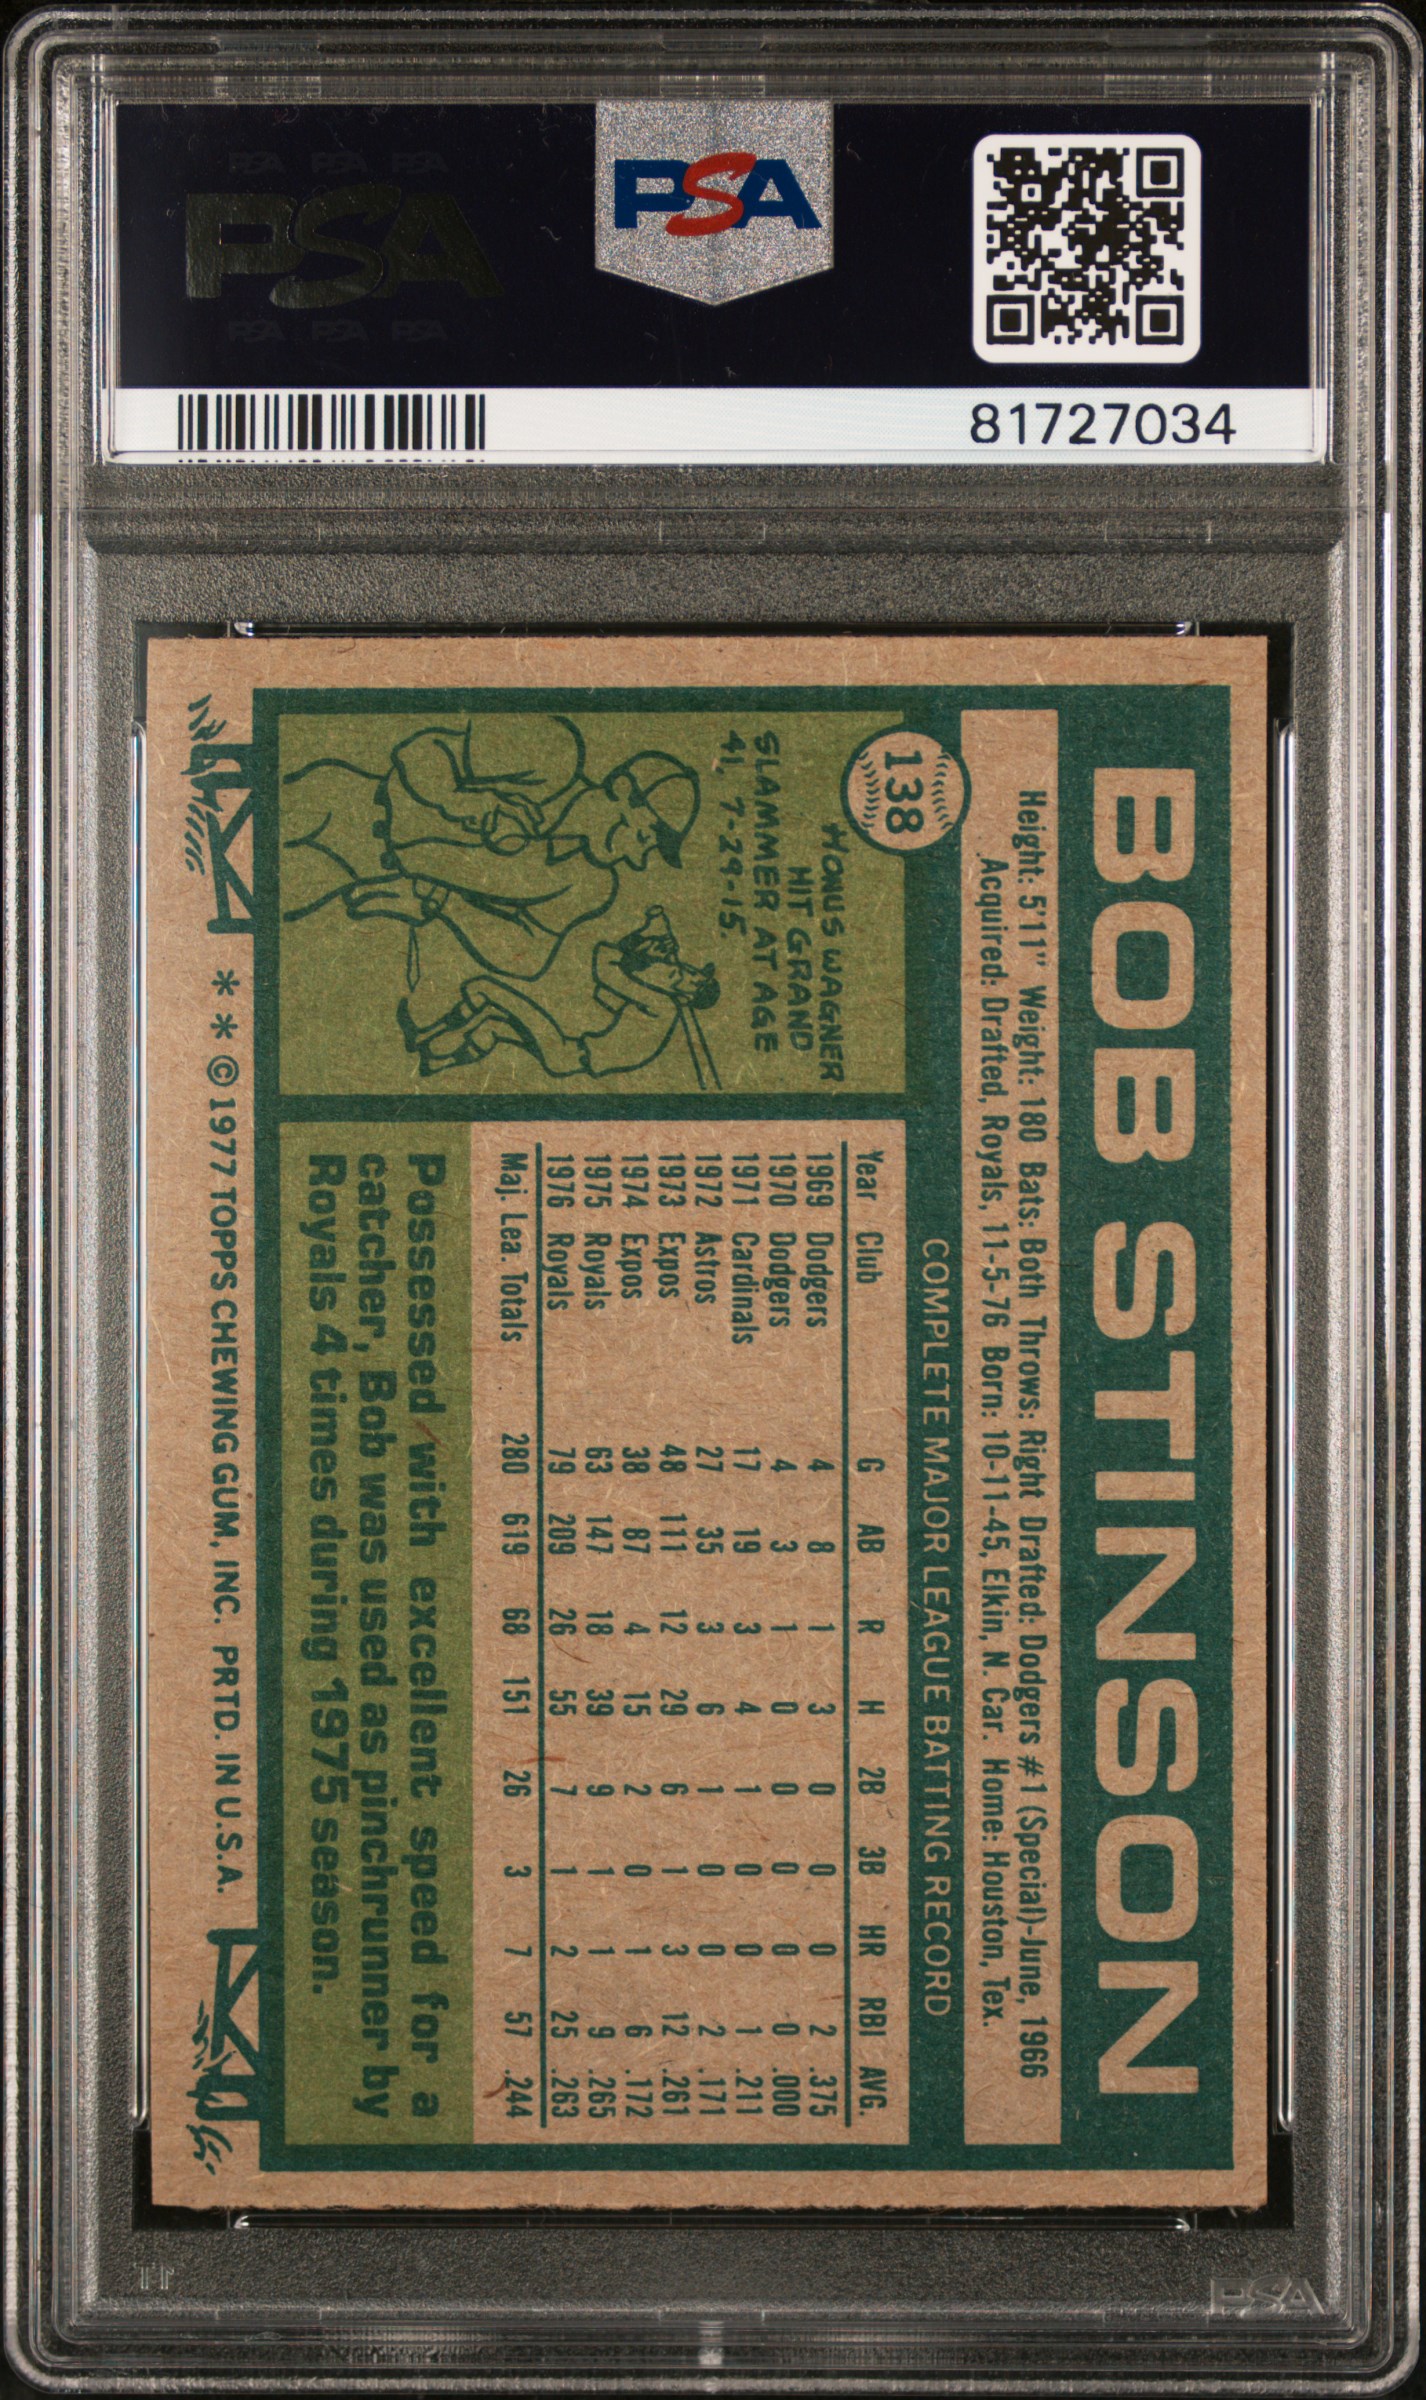 PSA PSA PSA
PSA
PSA PSA PSA
PSA
81727034
BOB STINSON
Height: 5'11" Weight: 180 Bats: Both Throws: Right Drafted: Dodgers #1 (Special)-June, 1966
Acquired: Drafted, Royals, 11-5-76 Born: 10-11-45, Elkin, N. Car. Home: Houston, Tex.
138
HONUS WAGNER
HIT GRAND
SLAMMER AT AGE
41, 7-29-15.
COMPLETE MAJOR LEAGUE BATTING RECORD
Year Club G AB R H 2B 3B HR RBI AVG.
1969 Dodgers 4 8 1 3 0 0 0 2 .375
1970 Dodgers 4 3 1 0 0 0 0 0 .000
1971 Cardinals 17 19 3 4 1 0 0 1 .211
1972 Astros 27 35 3 6 1 0 0 2 .171
1973 Expos 48 111 12 29 6 1 3 12 .261
1974 Expos 38 87 4 15 2 0 1 6 .172
1975 Royals 63 147 18 39 9 1 1 9 .265
1976 Royals 79 209 26 55 7 1 2 25 .263
Maj. Lea. Totals 280 619 68 151 26 3 7 57 .244
Possessed with excellent speed for a
catcher, Bob was used as pinchrunner by
Royals 4 times during 1975 season.
* * © 1977 TOPPS CHEWING GUM, INC. PRTD. IN U.S.A.
PSA